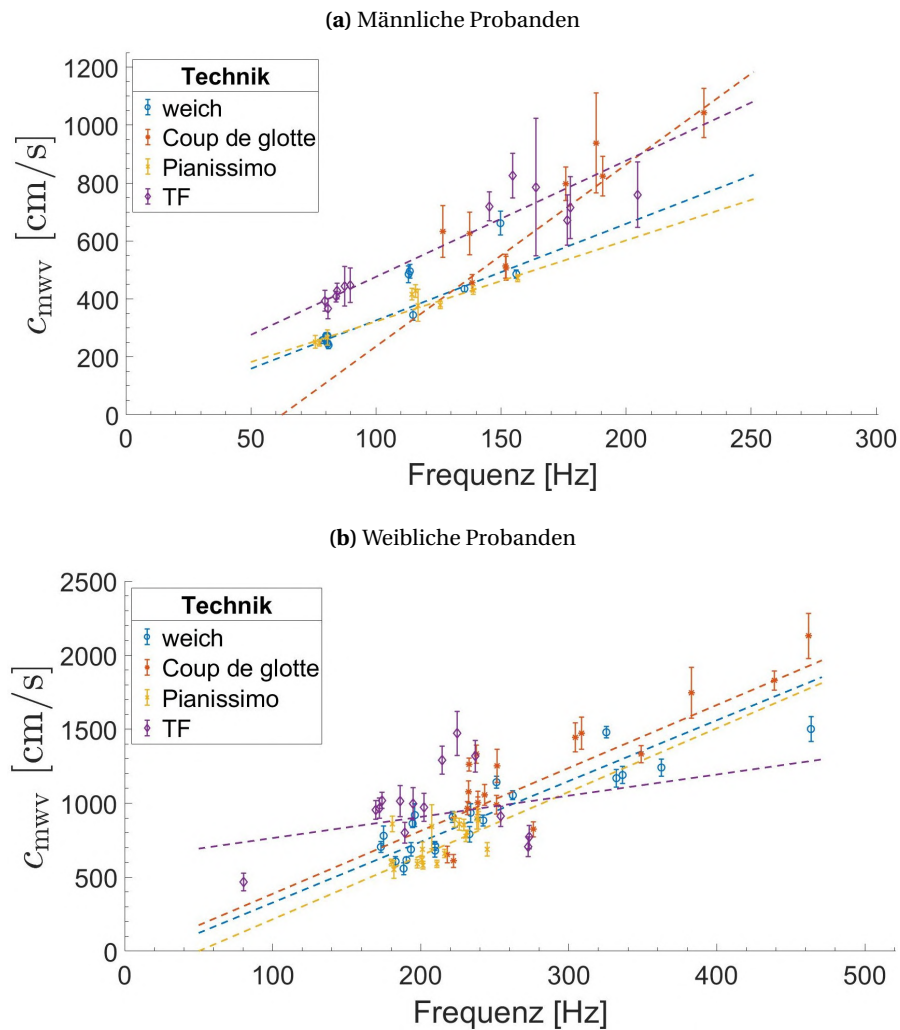 (a) Männliche Probanden
1200
1000
800
600
400
200
0
c_mwv [cm/s]
Technik
weich
Coup de glotte
Pianissimo
TF
0 50 100 150 200 250 300
Frequenz [Hz]
(b) Weibliche Probanden
2500
2000
1500
1000
500
0
c_mwv [cm/s]
Technik
weich
Coup de glotte
Pianissimo
TF
0 100 200 300 400 500
Frequenz [Hz]